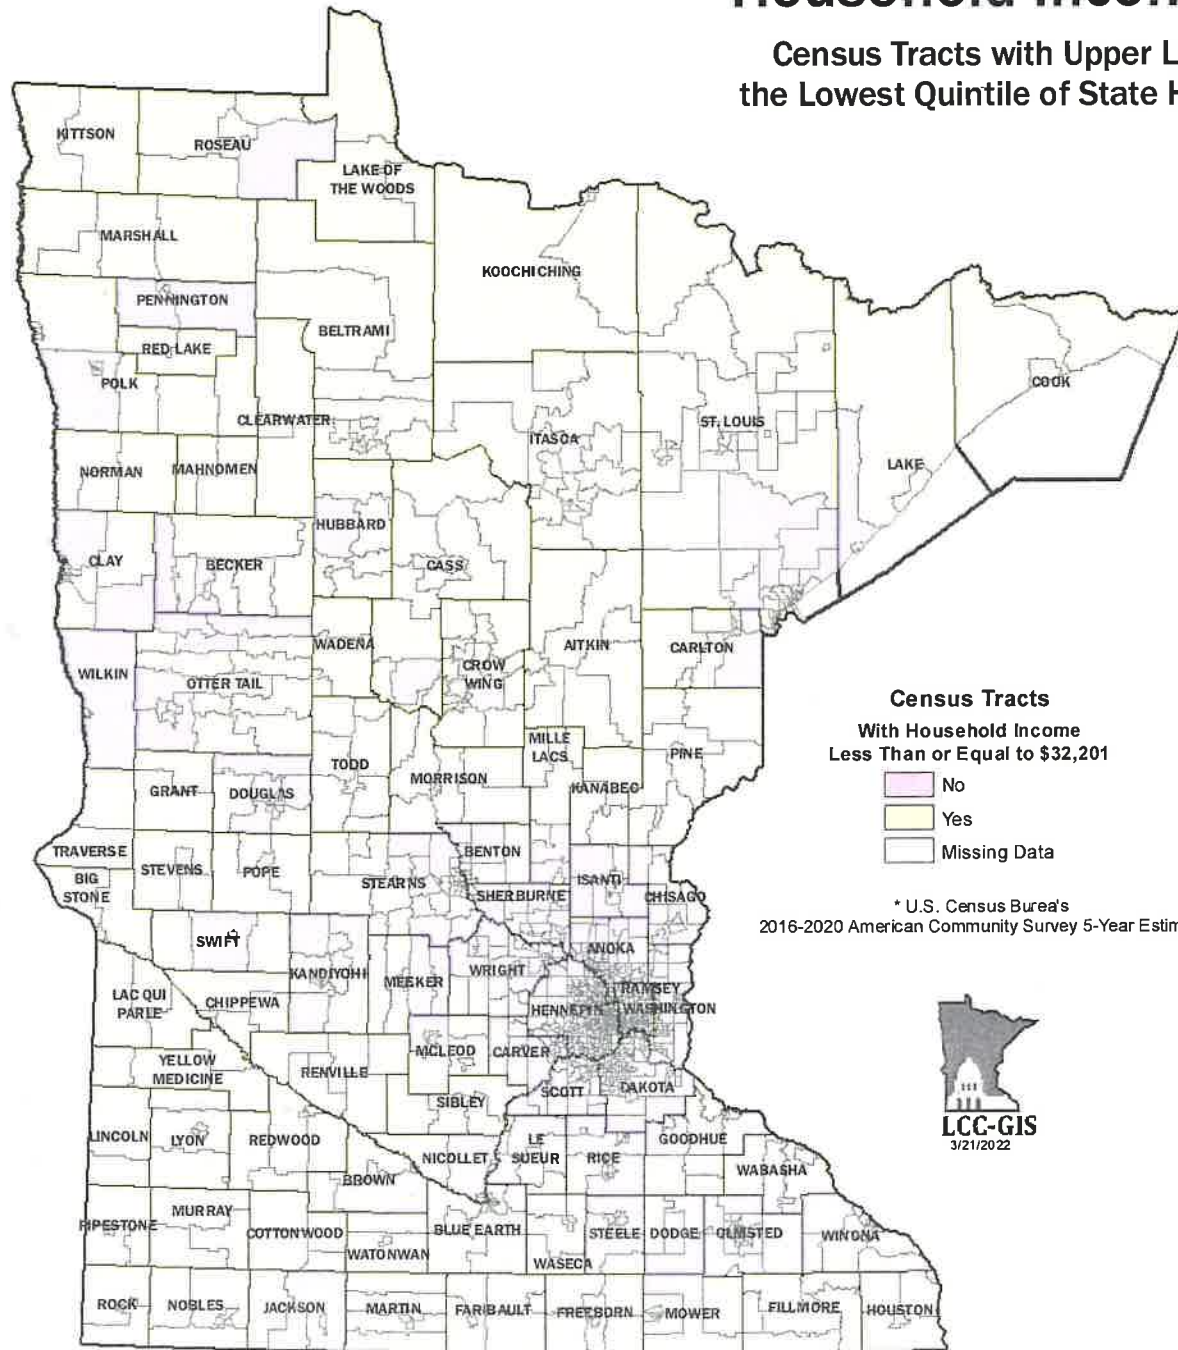 Census Tracts with Upper L
the Lowest Quintile of State H
KITTSON
ROSEAU
LAKE OF
THE WOODS
MARSHALL
KOOCHICHING
PENNINGTON
BELTRAMI
RED LAKE
POLK
COOK
CLEARWATER
ST. LOUIS
ITASCA
LAKE
NORMAN
MAHNOMEN
HUBBARD
CLAY
BECKER
CASS
WADENA
AITKIN
CARLTON
WILKIN
OTTER TAIL
CROW
WING
Census Tracts
With Household Income
Less Than or Equal to $32,201
No
Yes
Missing Data
MILLE
LACS
PINE
TODD
MORRISON
KANABEC
GRANT
DOUGLAS
TRAVERSE
BENTON
STEVENS
POPE
BIG
STONE
STEARNS
ISANTI
SHERBURNE
CHISAGO
* U.S. Census Burea's
2016-2020 American Community Survey 5-Year Estim
SWIFT
ANOKA
KANDIYOHI
WRIGHT
MEEKER
RAMSEY
LAC QUI
PARLE
CHIPPEWA
HENNEPIN
WASHINGTON
MCLEOD
CARVER
YELLOW
MEDICINE
RENVILLE
SCOTT
DAKOTA
SIBLEY
LCC-GIS
3/21/2022
LINCOLN
LYON
REDWOOD
NICOLLET
LE
SUEUR
RICE
GOODHUE
WABASHA
BROWN
PIPESTONE
MURRAY
COTTONWOOD
WATONWAN
BLUE EARTH
WASECA
STEELE
DODGE
OLMSTED
WINONA
ROCK
NOBLES
JACKSON
MARTIN
FARIBAULT
FREEBORN
MOWER
FILLMORE
HOUSTON